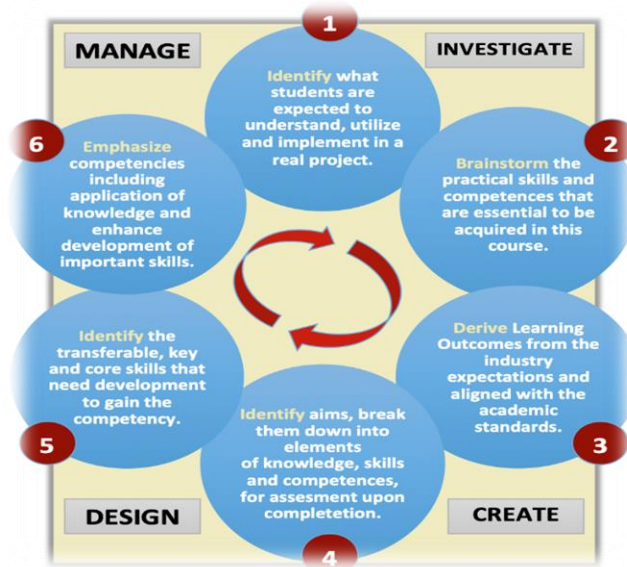 1
MANAGE
INVESTIGATE
Identify what
students are
expected to
understand, utilize
and implement in a
real project.
2
Brainstorm the
practical skills and
competences that
are essential to be
acquired in this
course.
Derive Learning
Outcomes from the
industry
expectations and
aligned with the
academic
standards.
3
CREATE
Identify aims, break
them down into
elements
of knowledge, skills
and competences,
for assesment upon
completetion.
4
DESIGN
5
Identify the
transferable, key
and core skills that
need development
to gain the
competency.
6
Emphasize
competencies
including
application of
knowledge and
enhance
development of
important skills.